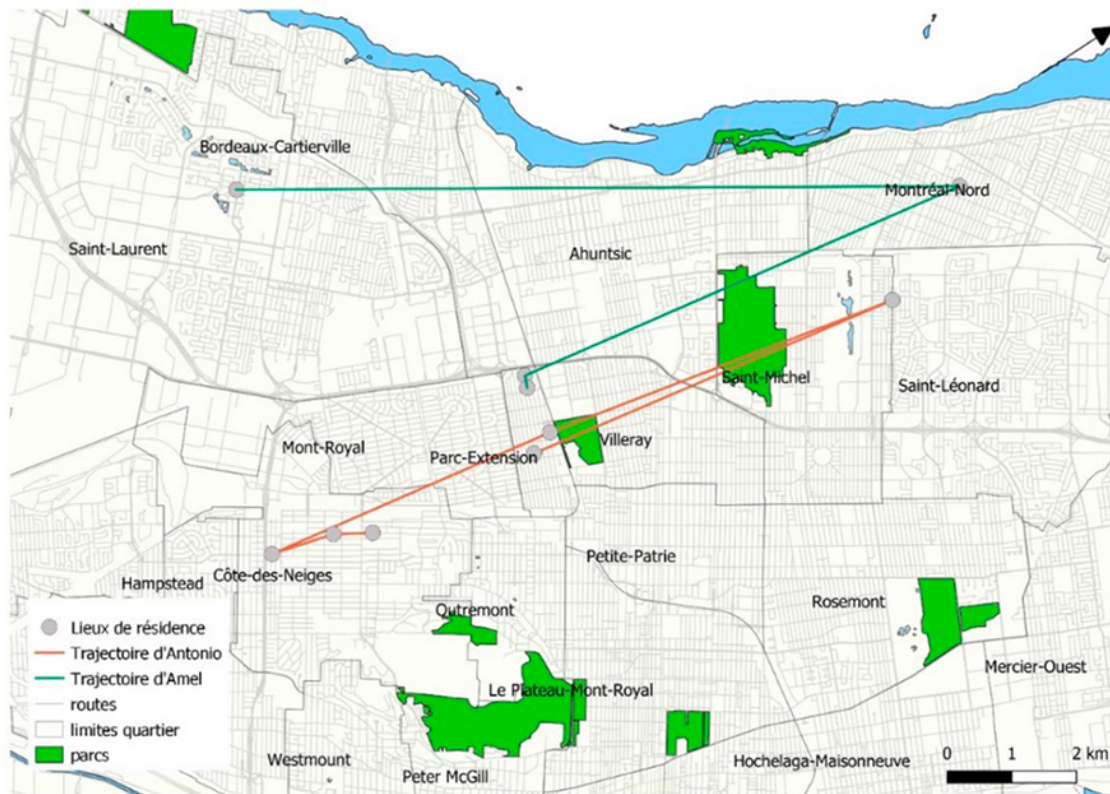 Bordeaux-Cartierville
Montréal-Nord
Saint-Laurent
Ahuntsic
Saint-Michel
Saint-Léonard
Mont-Royal
Villeray
Parc-Extension
Petite-Patrie
Côte-des-Neiges
Hampstead
Rosemont
Outremont
Lieux de résidence
Trajectoire d'Antonio
Mercier-Ouest
Trajectoire d'Amel
Le Plateau-Mont-Royal
routes
limites quartier
parcs
Westmount
Hochelaga-Maisonneuve
Peter McGill
0 1 2 km